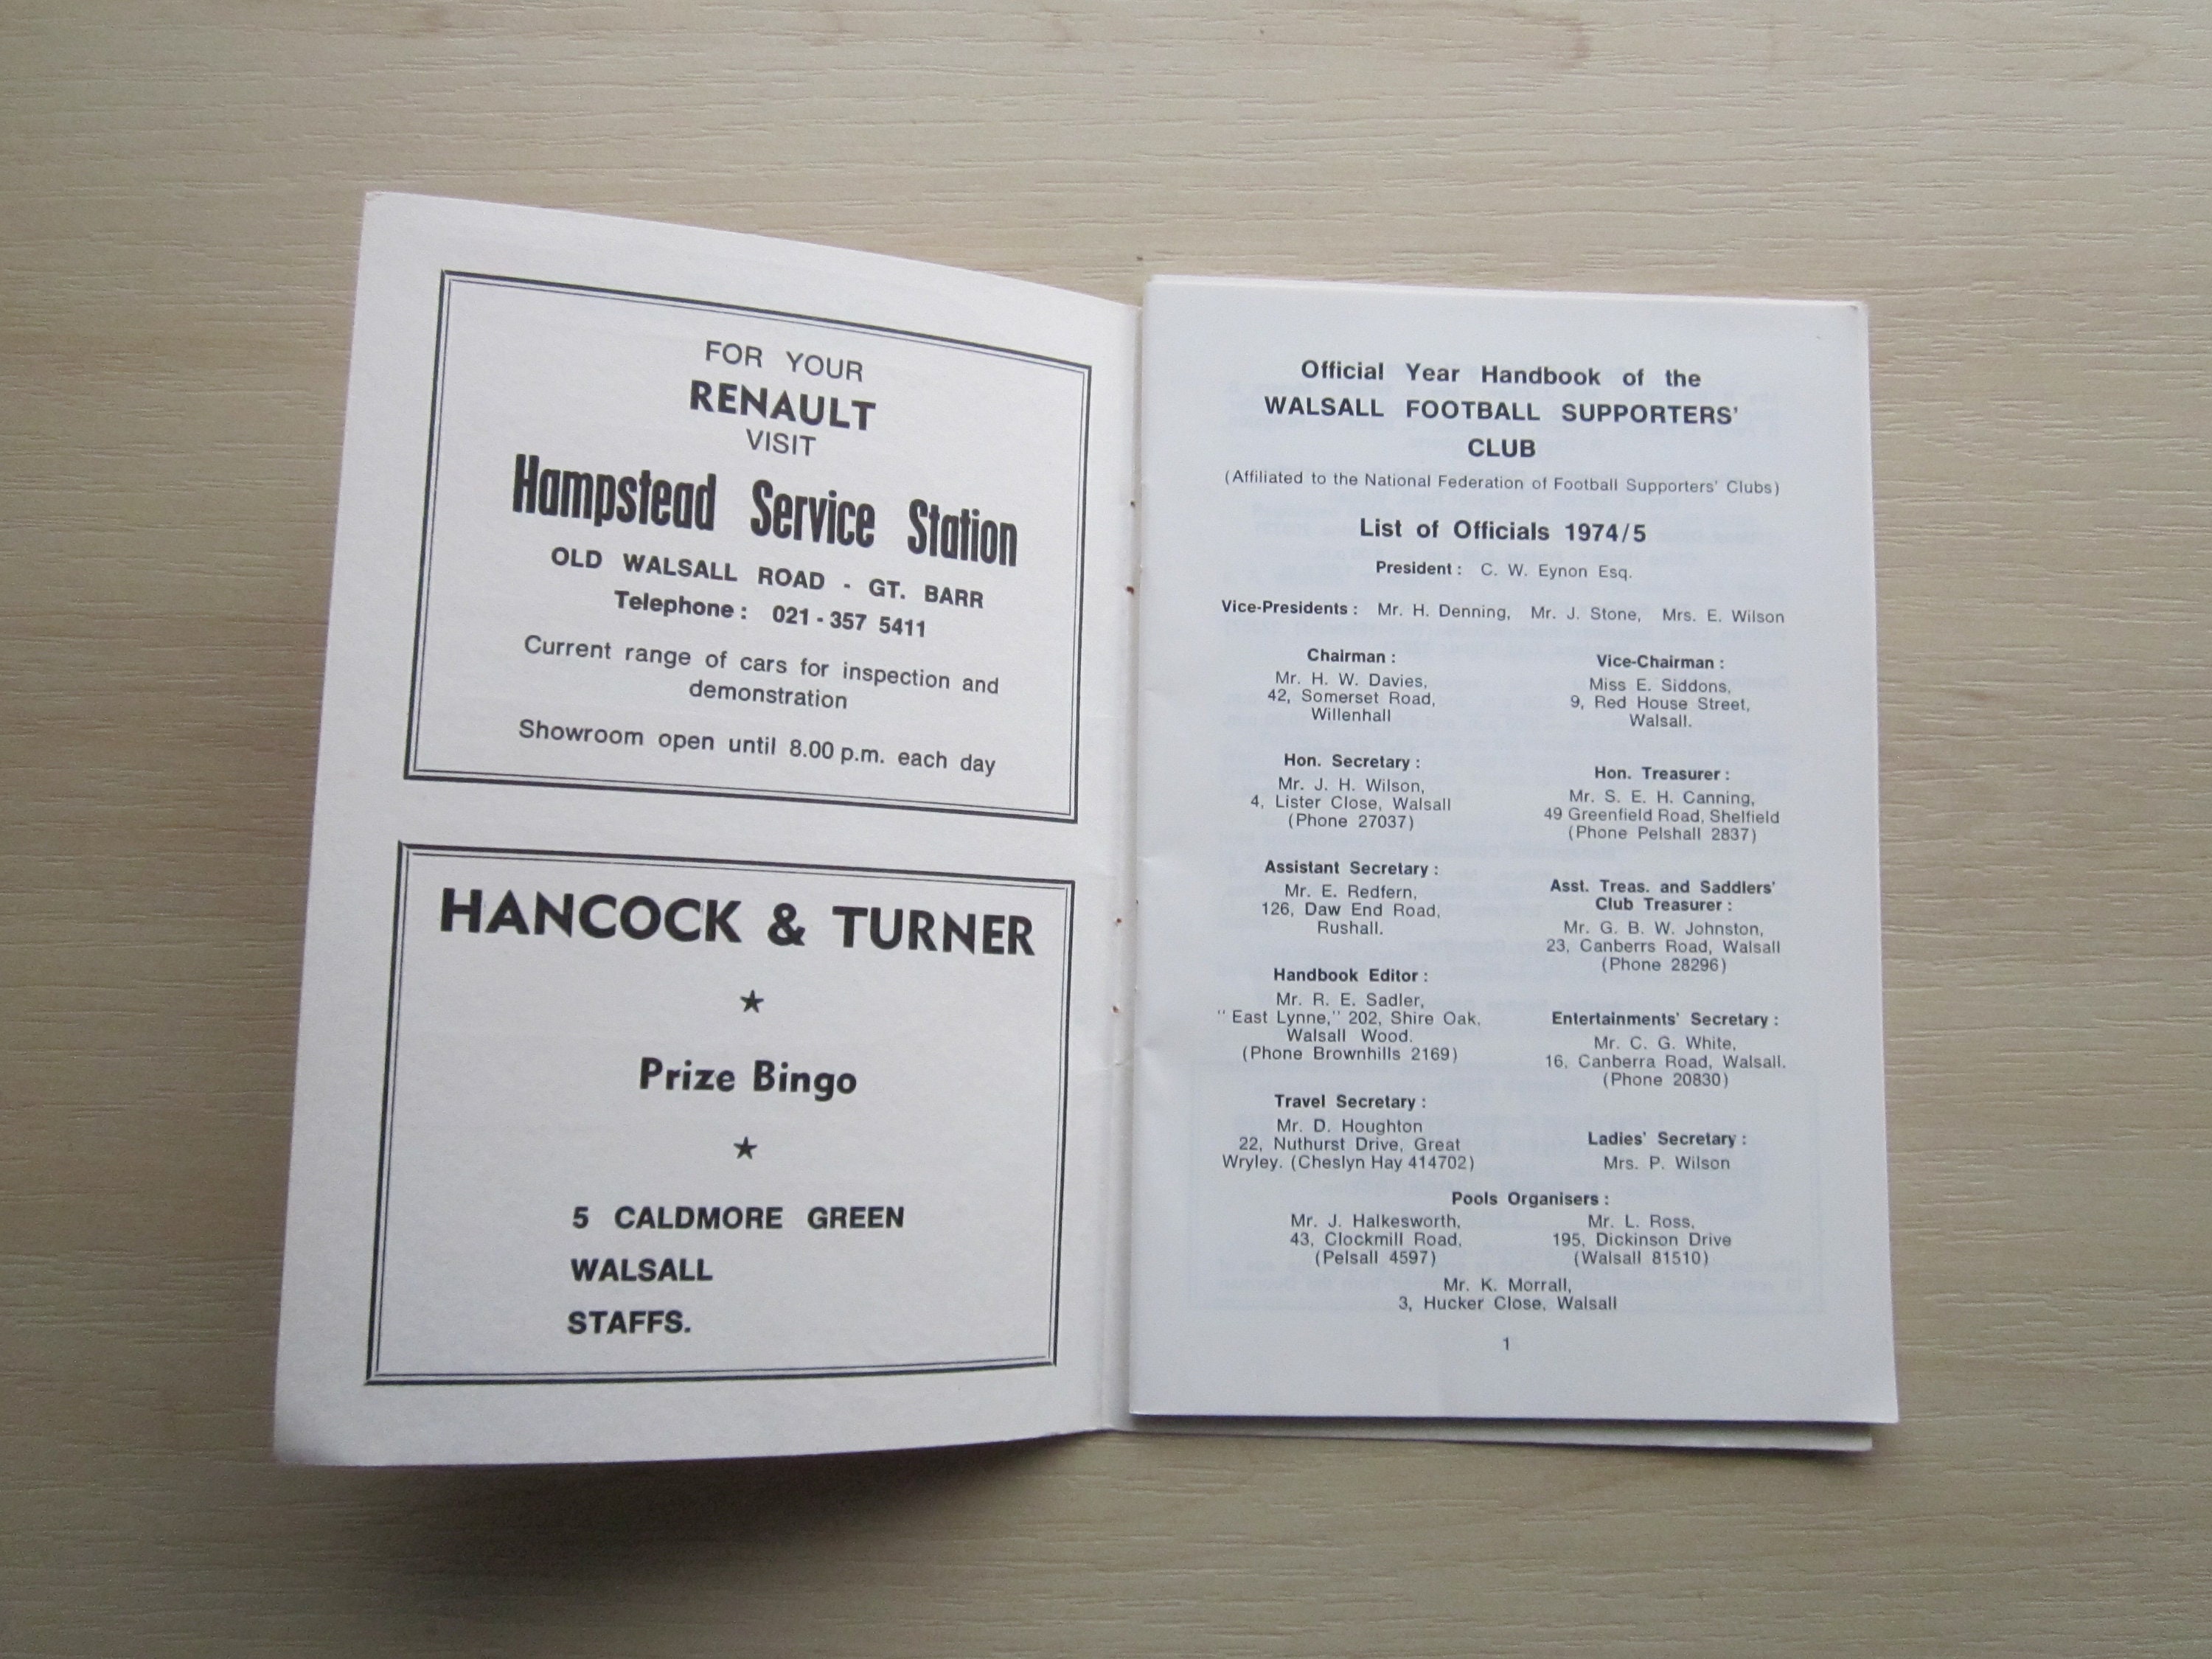 FOR YOUR
RENAULT
VISIT
Hampstead Service Station
OLD WALSALL ROAD - GT. BARR
Telephone : 021 - 357 5411
Current range of cars for inspection and
demonstration
Showroom open until 8.00 p.m. each day
HANCOCK & TURNER
★
Prize Bingo
★
5 CALDMORE GREEN
WALSALL
STAFFS.
Official Year Handbook of the
WALSALL FOOTBALL SUPPORTERS'
CLUB
(Affiliated to the National Federation of Football Supporters' Clubs)
List of Officials 1974/5
President : C. W. Eynon Esq.
Vice-Presidents : Mr. H. Denning, Mr. J. Stone, Mrs. E. Wilson
Chairman :
Mr. H. W. Davies,
42, Somerset Road,
Willenhall
Vice-Chairman :
Miss E. Siddons,
9, Red House Street,
Walsall.
Hon. Secretary :
Mr. J. H. Wilson,
4, Lister Close, Walsall
(Phone 27037)
Hon. Treasurer :
Mr. S. E. H. Canning,
49 Greenfield Road, Shelfield
(Phone Pelshall 2837)
Assistant Secretary :
Mr. E. Redfern,
126, Daw End Road,
Rushall.
Asst. Treas. and Saddlers'
Club Treasurer :
Mr. G. B. W. Johnston,
23, Canberrs Road, Walsall
(Phone 28296)
Handbook Editor :
Mr. R. E. Sadler,
" East Lynne," 202, Shire Oak,
Walsall Wood.
(Phone Brownhills 2169)
Entertainments' Secretary :
Mr. C. G. White,
16, Canberra Road, Walsall.
(Phone 20830)
Travel Secretary :
Mr. D. Houghton
22, Nuthurst Drive, Great
Wryley. (Cheslyn Hay 414702)
Ladies' Secretary :
Mrs. P. Wilson
Pools Organisers :
Mr. J. Halkesworth,
43, Clockmill Road,
(Pelsall 4597)
Mr. L. Ross,
195, Dickinson Drive
(Walsall 81510)
Mr. K. Morrall,
3, Hucker Close, Walsall
1